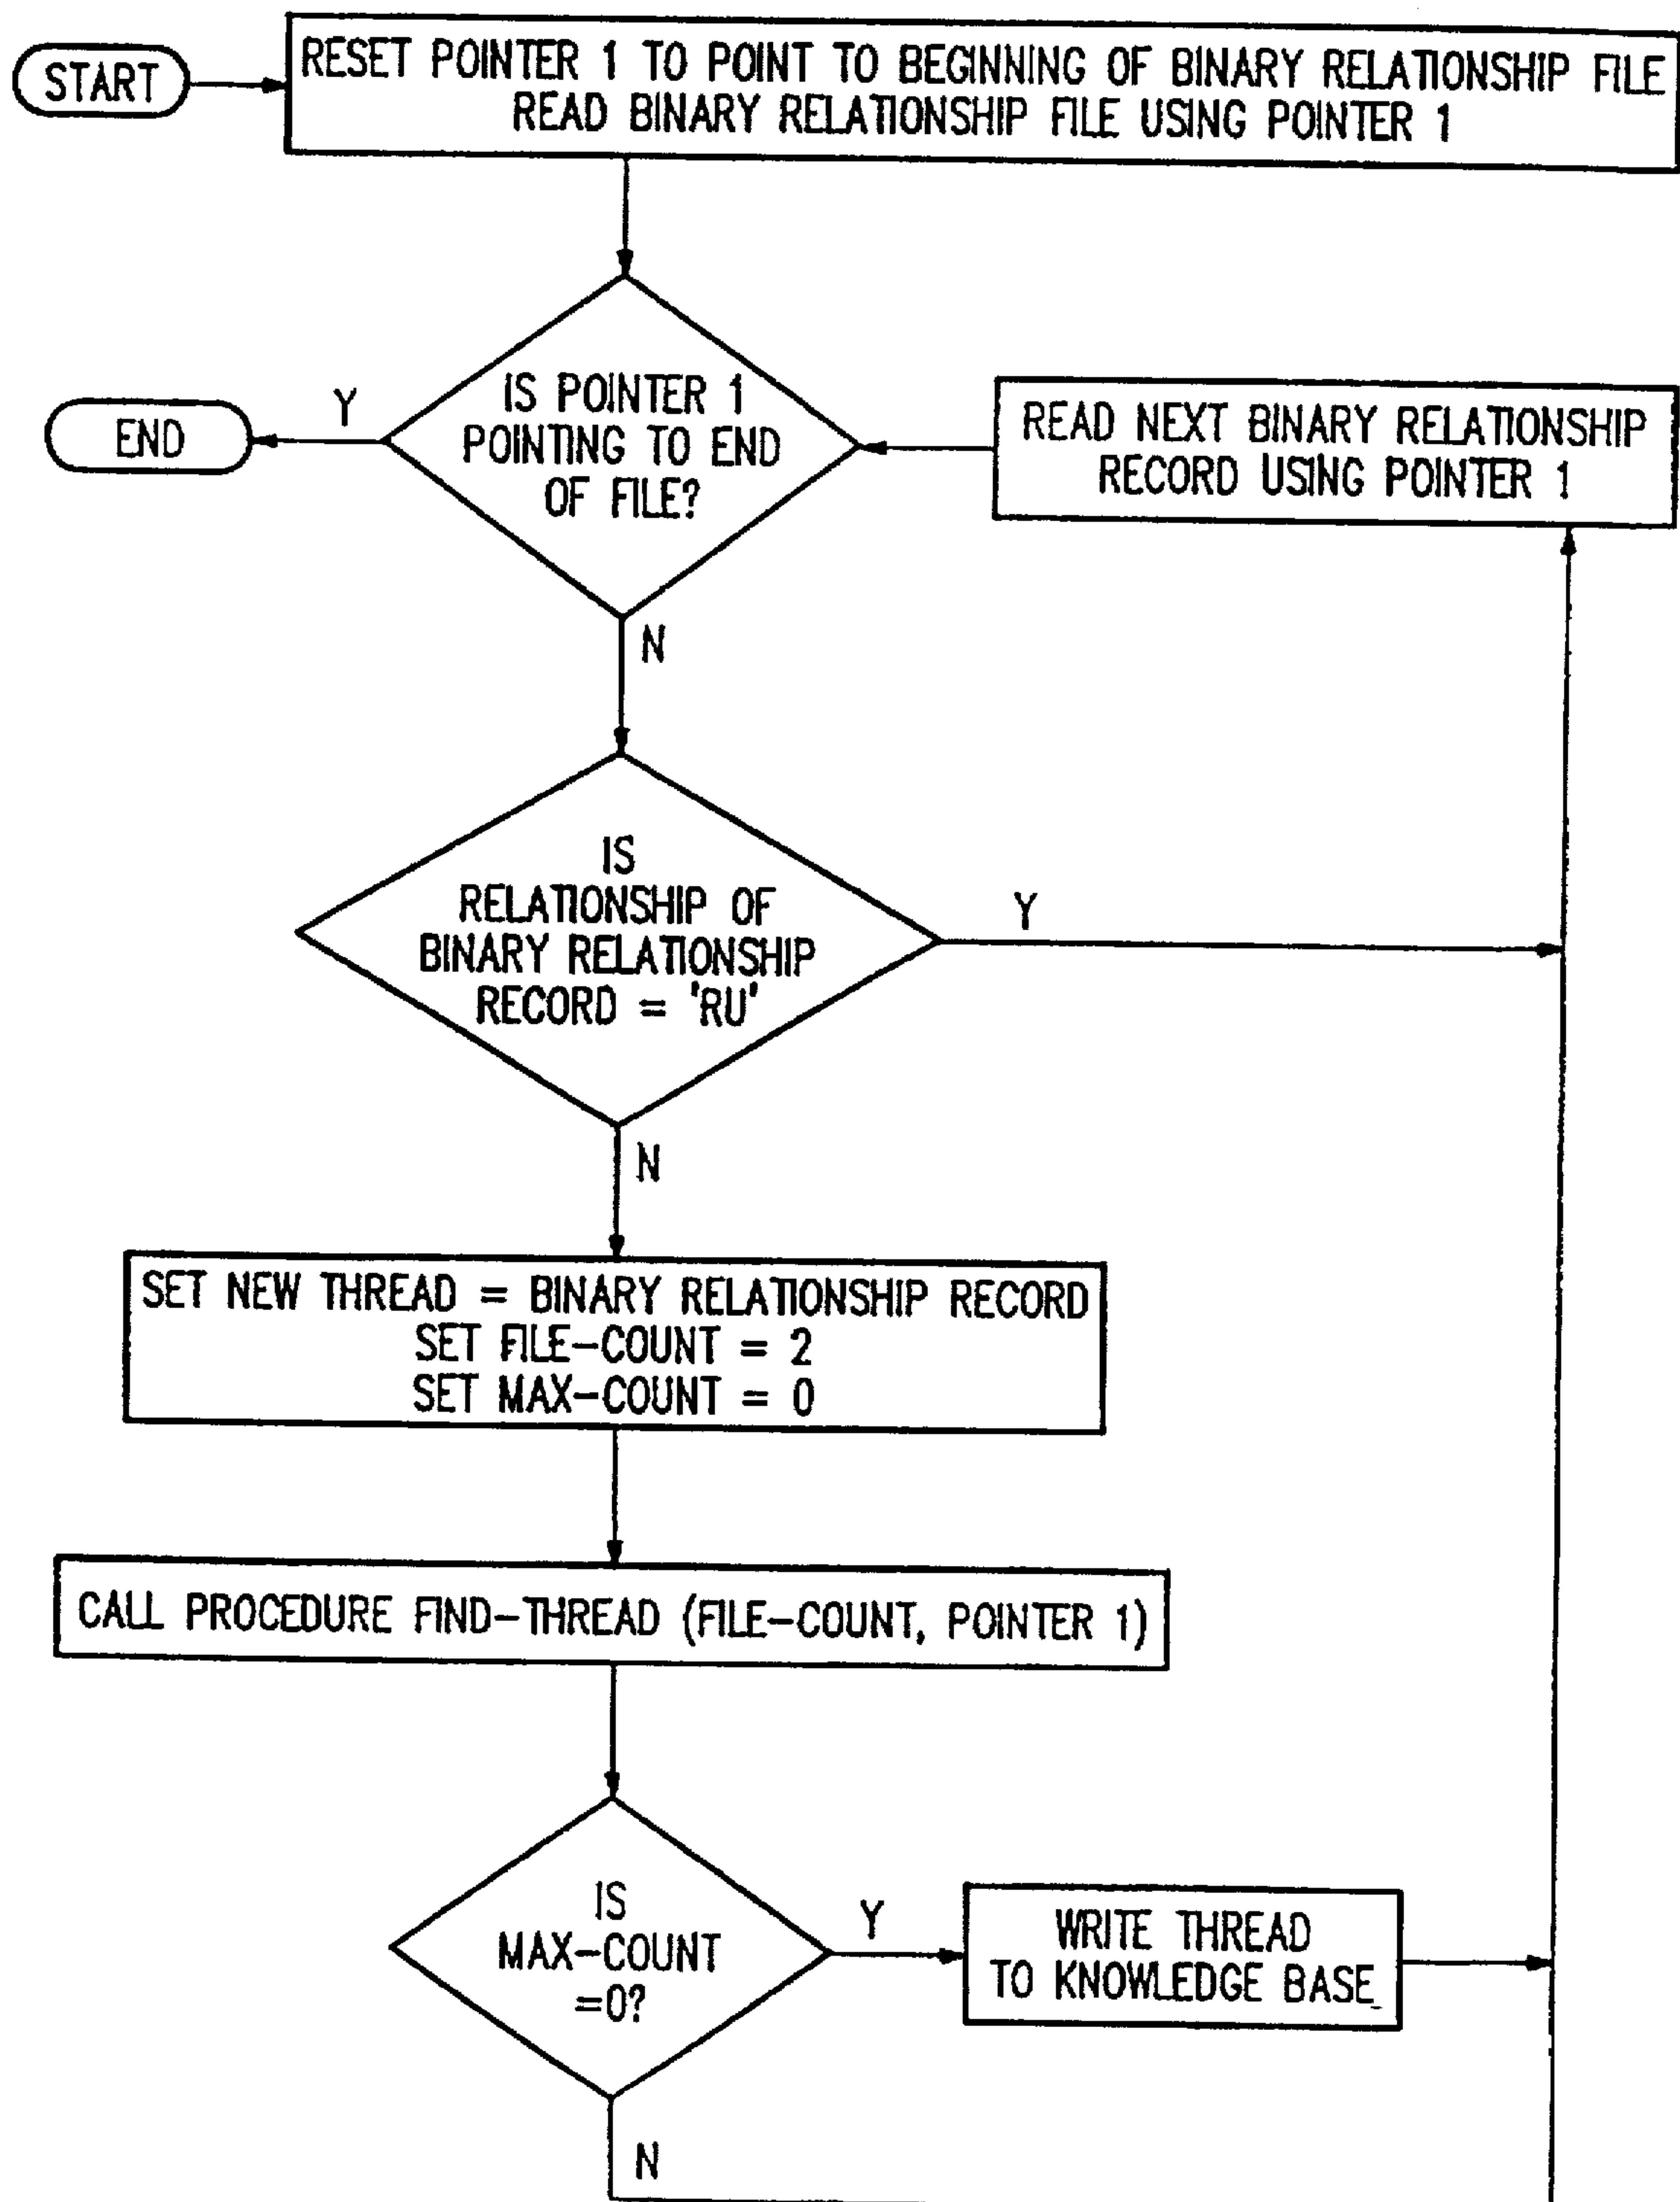 START
RESET POINTER 1 TO POINT TO BEGINNING OF BINARY RELATIONSHIP FILE
READ BINARY RELATIONSHIP FILE USING POINTER 1
IS POINTER 1
POINTING TO END
OF FILE?
Y
END
READ NEXT BINARY RELATIONSHIP
RECORD USING POINTER 1
N
IS
RELATIONSHIP OF
BINARY RELATIONSHIP
RECORD = 'RU'
Y
N
SET NEW THREAD = BINARY RELATIONSHIP RECORD
SET FILE-COUNT = 2
SET MAX-COUNT = 0
CALL PROCEDURE FIND-THREAD (FILE-COUNT, POINTER 1)
IS
MAX-COUNT
=0?
Y
WRITE THREAD
TO KNOWLEDGE BASE
N